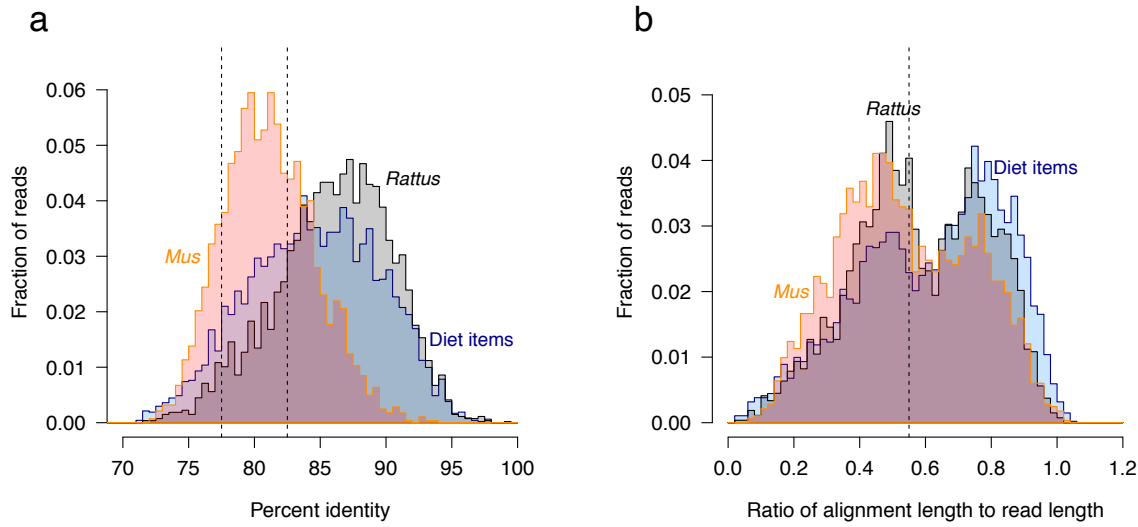 a
0.06
0.05
0.04
0.03
0.02
0.01
0.00
Fraction of reads
Mus
Rattus
Diet items
70 75 80 85 90 95 100
Percent identity
b
0.05
0.04
0.03
0.02
0.01
0.00
Fraction of reads
Rattus
Diet items
Mus
0.0 0.2 0.4 0.6 0.8 1.0 1.2
Ratio of alignment length to read length